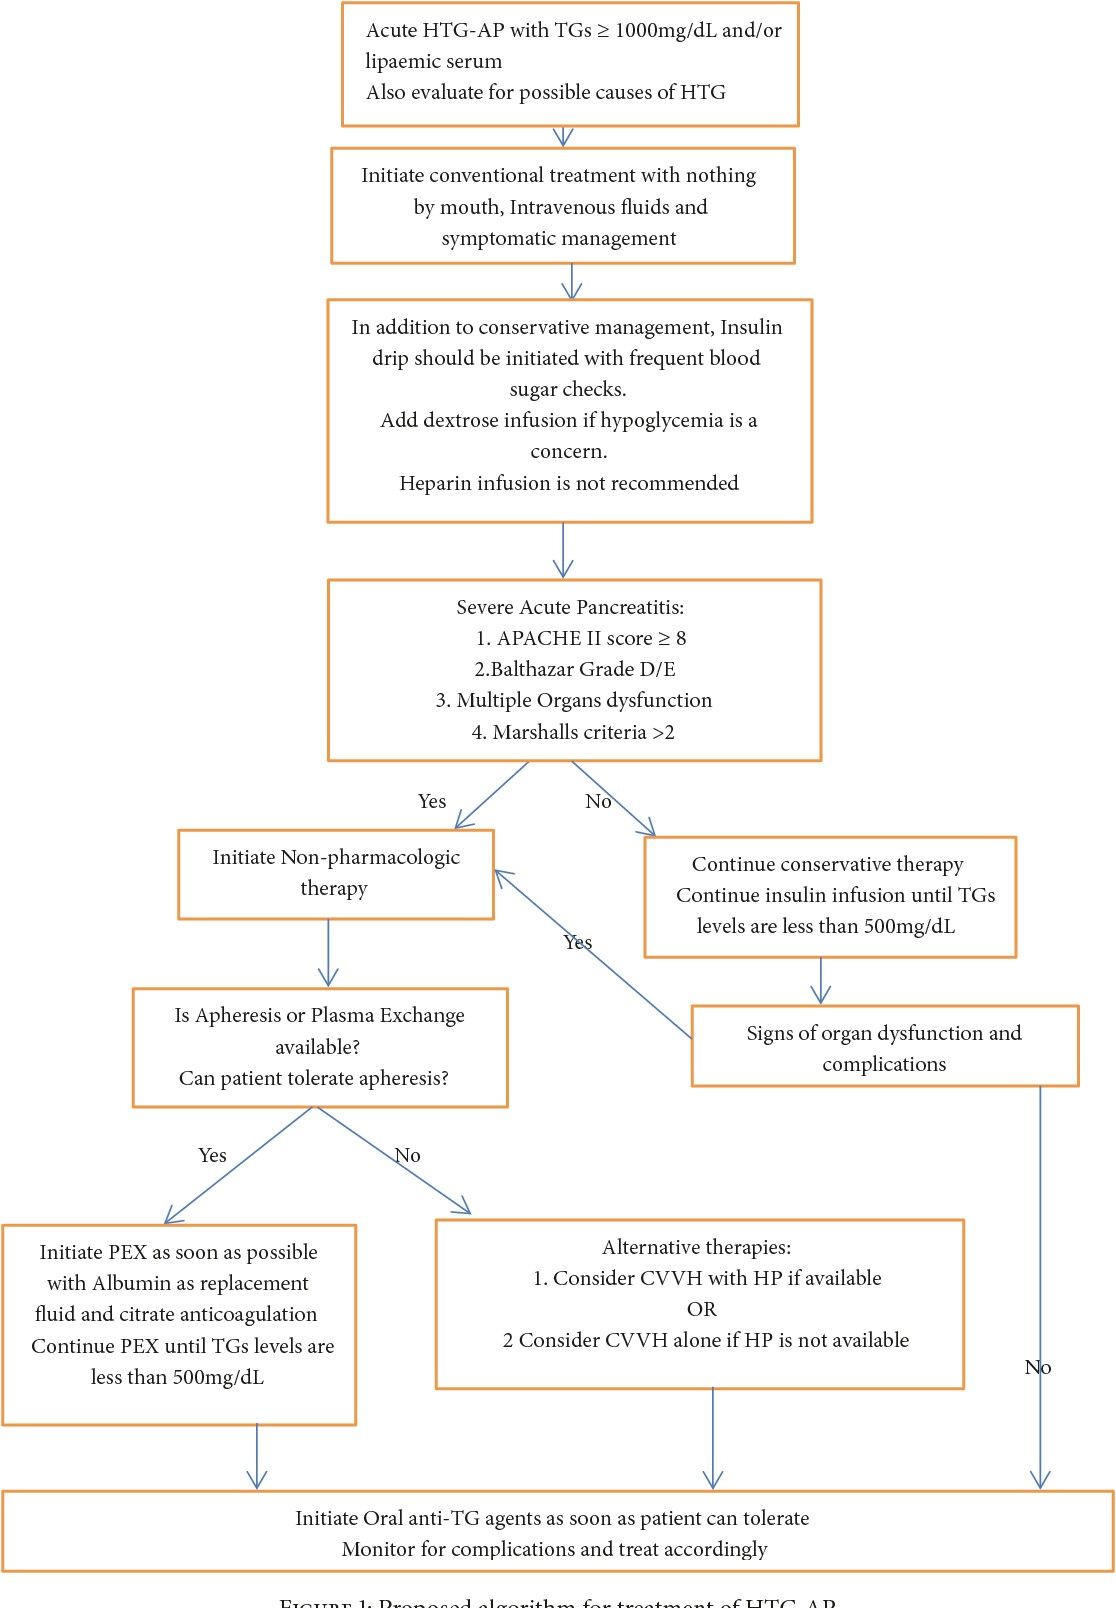 Acute HTG-AP with TGs ≥ 1000mg/dL and/or
lipaemic serum
Also evaluate for possible causes of HTG
Initiate conventional treatment with nothing
by mouth, Intravenous fluids and
symptomatic management
In addition to conservative management, Insulin
drip should be initiated with frequent blood
sugar checks.
Add dextrose infusion if hypoglycemia is a
concern.
Heparin infusion is not recommended
Severe Acute Pancreatitis:
1. APACHE II score ≥ 8
2.Balthazar Grade D/E
3. Multiple Organs dysfunction
4. Marshalls criteria >2
Yes
No
Initiate Non-pharmacologic
therapy
Continue conservative therapy
Continue insulin infusion until TGs
levels are less than 500mg/dL
Yes
Signs of organ dysfunction and
complications
Is Apheresis or Plasma Exchange
available?
Can patient tolerate apheresis?
Yes
No
Initiate PEX as soon as possible
with Albumin as replacement
fluid and citrate anticoagulation
Continue PEX until TGs levels are
less than 500mg/dL
Alternative therapies:
1. Consider CVVH with HP if available
OR
2 Consider CVVH alone if HP is not available
No
Initiate Oral anti-TG agents as soon as patient can tolerate
Monitor for complications and treat accordingly
FIGURE 1: Proposed algorithm for treatment of HTG-AP